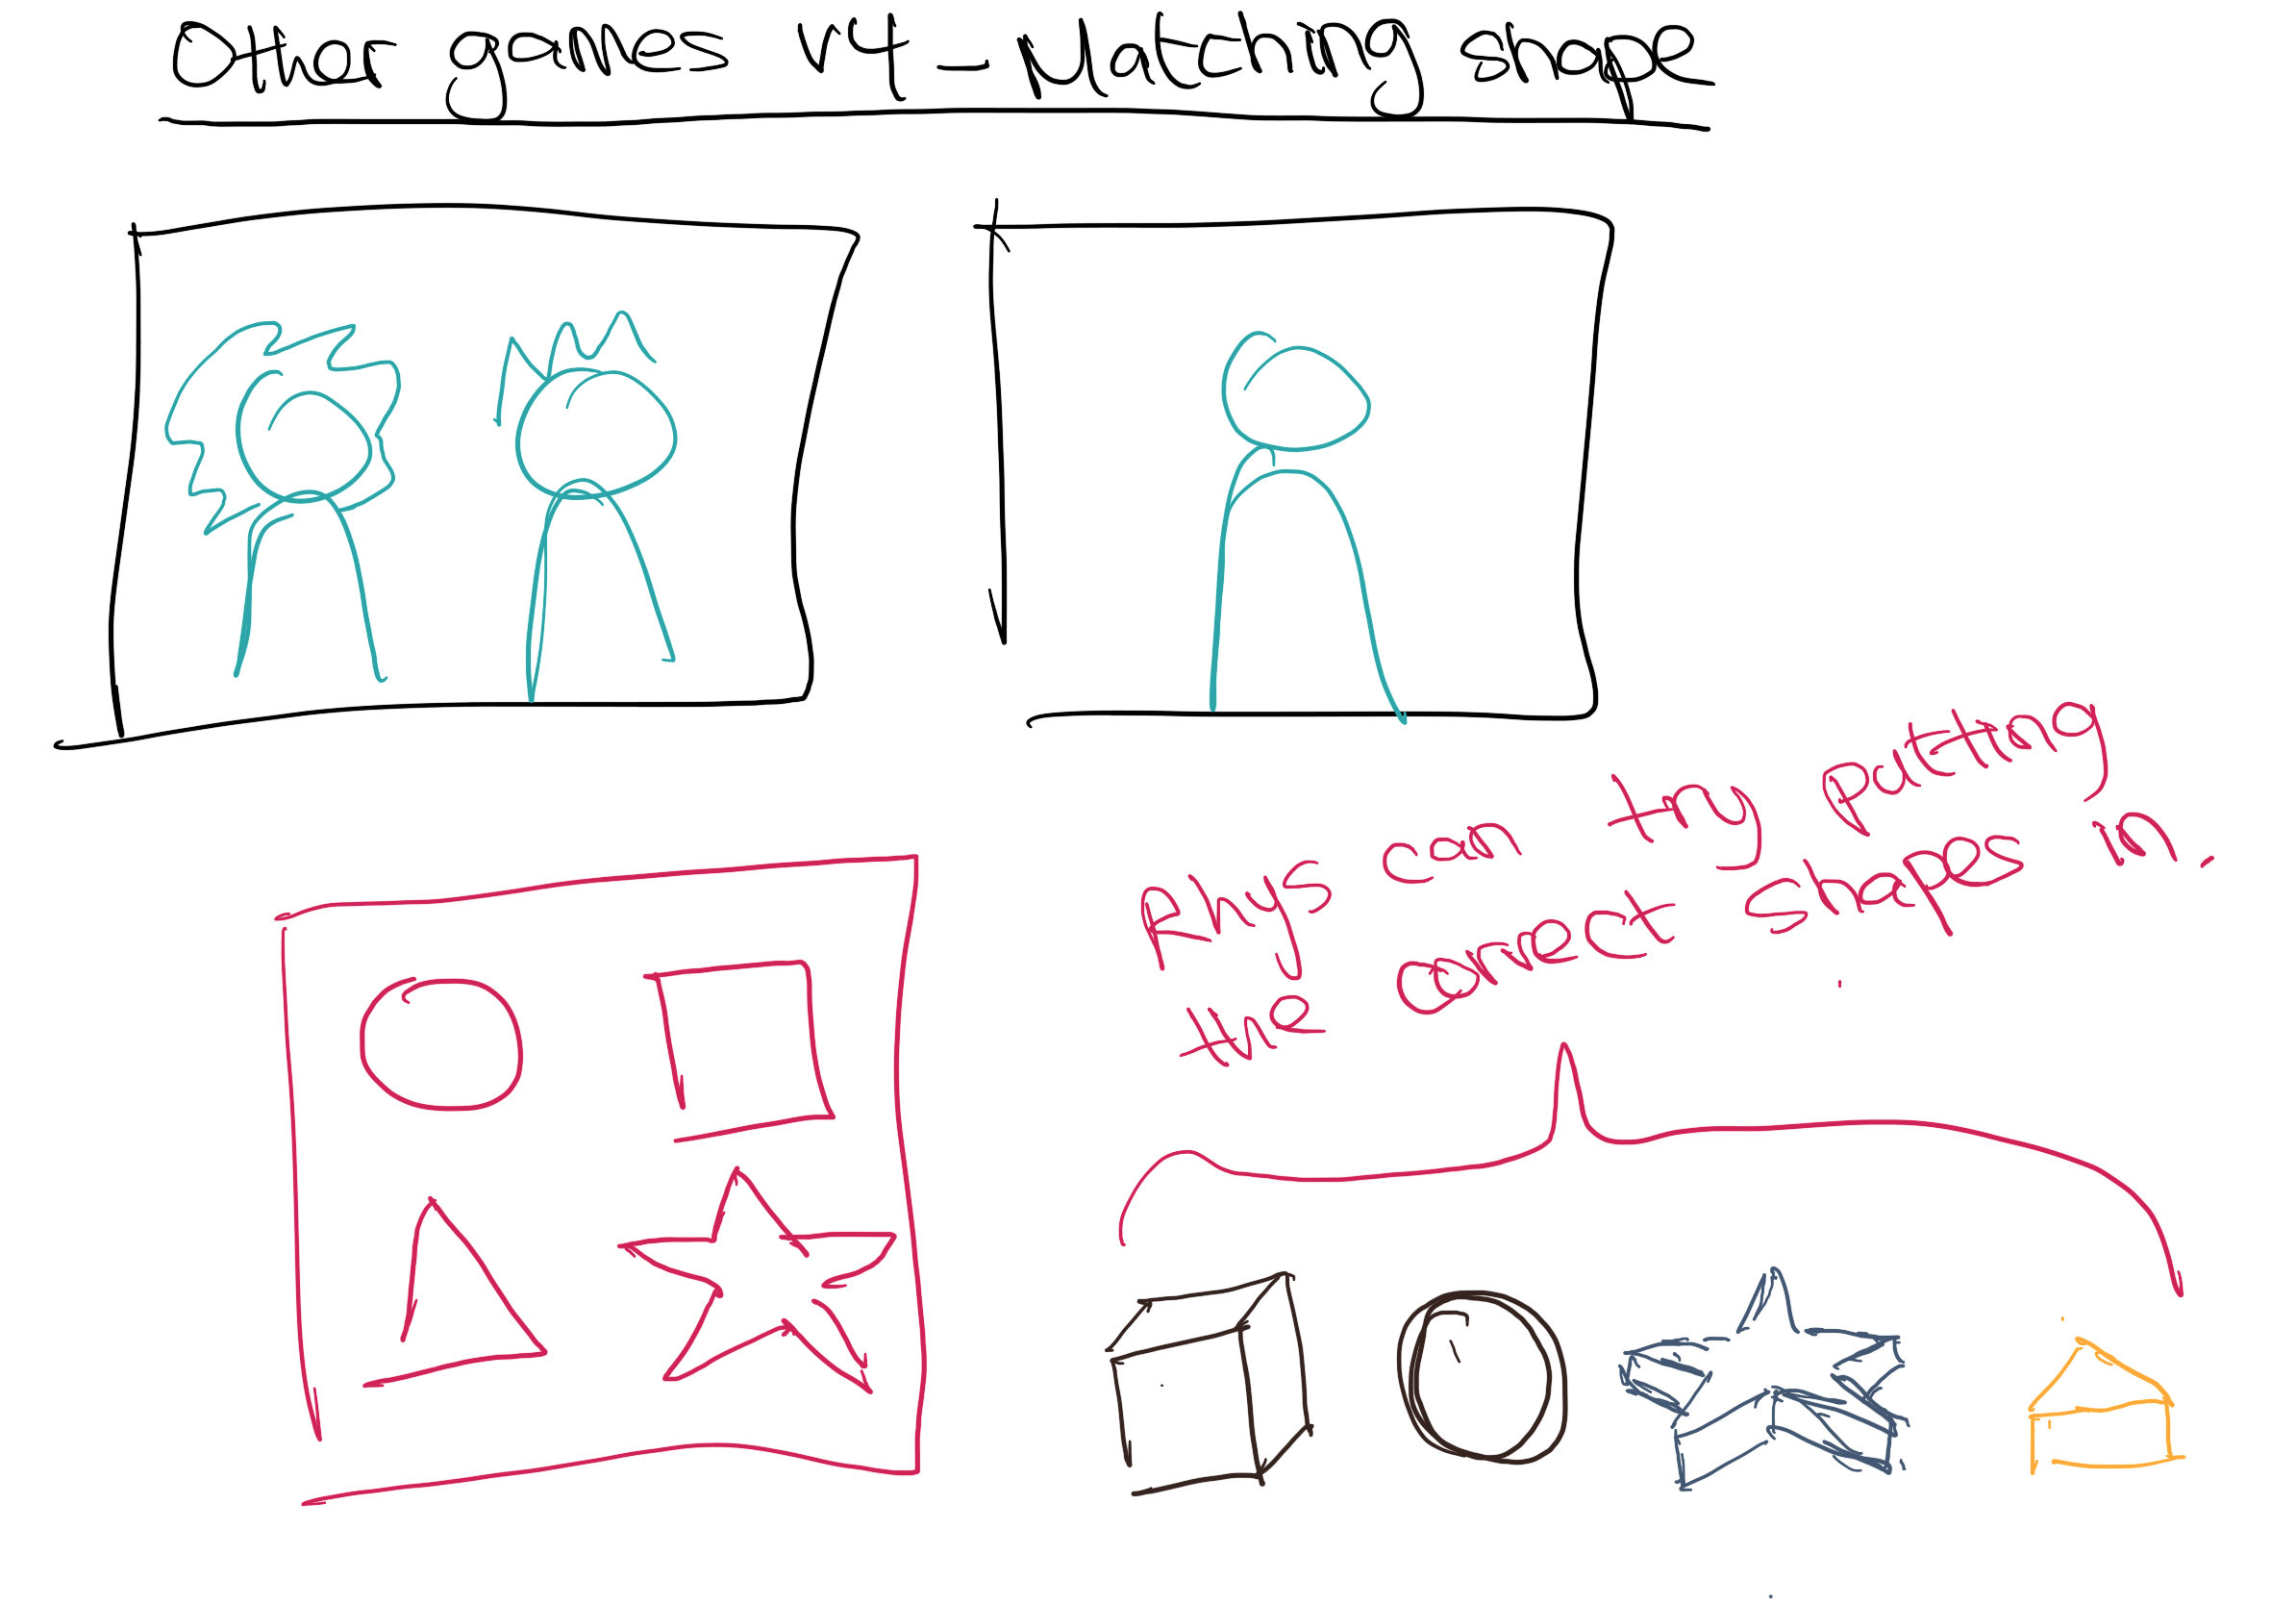 Other games V4 - Matching shape
Rhys can try putting
the correct shapes in.